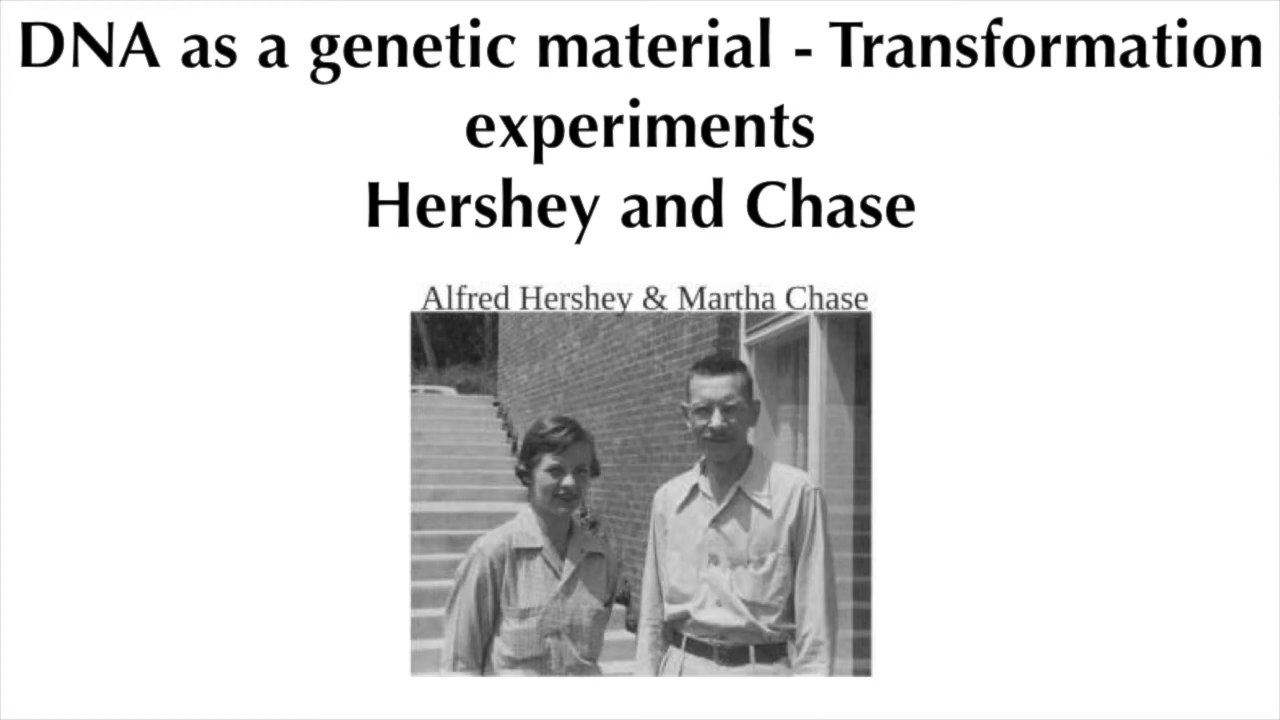 DNA as a genetic material - Transformation
experiments
Hershey and Chase
Alfred Hershey & Martha Chase